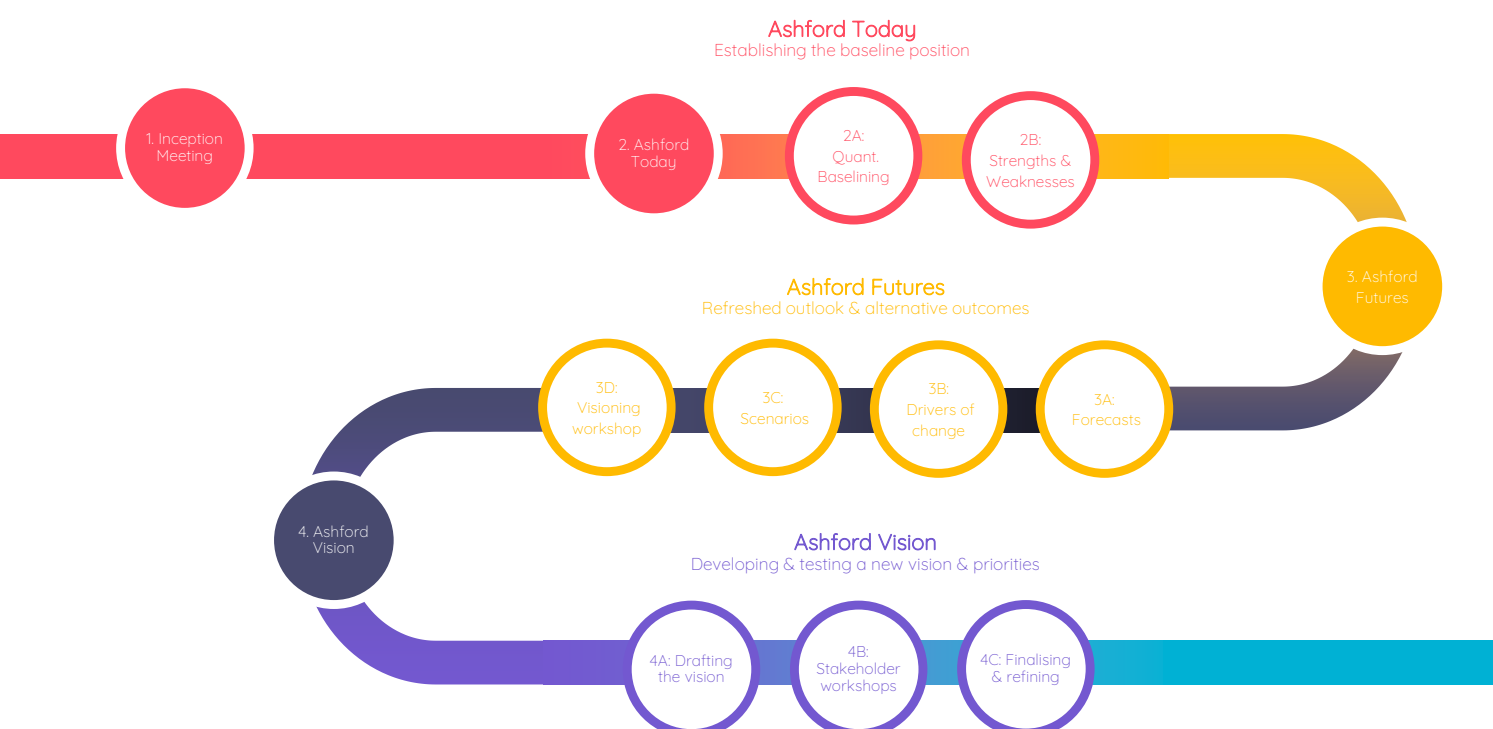 Ashford Today
Establishing the baseline position
1. Inception
Meeting
2. Ashford
Today
2A:
Quant.
Baselining
2B:
Strengths &
Weaknesses
3. Ashford
Futures
Ashford Futures
Refreshed outlook & alternative outcomes
3D:
Visioning
workshop
3C:
Scenarios
3B:
Drivers of
change
3A:
Forecasts
4. Ashford
Vision
Ashford Vision
Developing & testing a new vision & priorities
4A: Drafting
the vision
4B:
Stakeholder
workshops
4C: Finalising
& refining